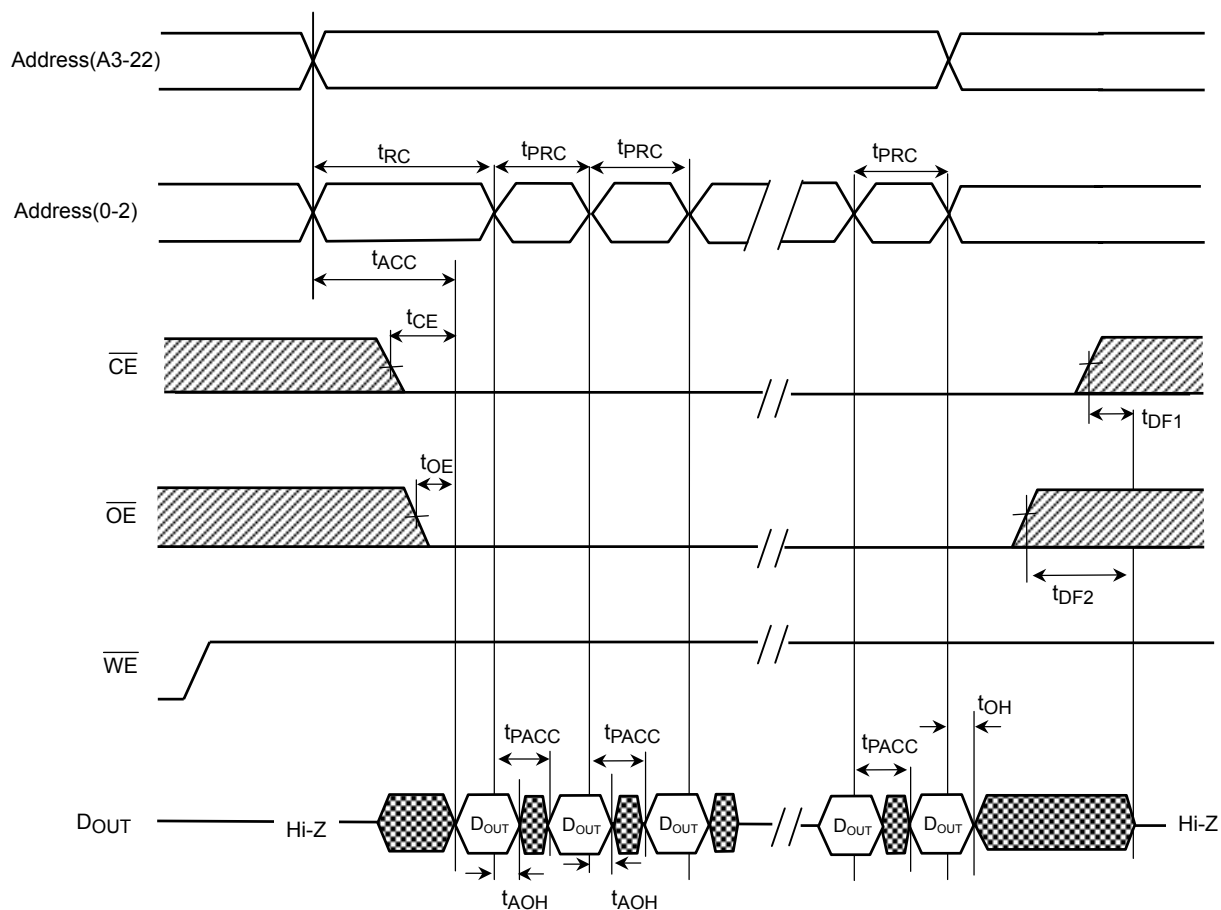 Address(A3-22)
tRC
tPRC
tPRC
tPRC
Address(0-2)
tACC
tCE
CE
tDF1
tOE
OE
tDF2
WE
tOH
tPACC
tPACC
tPACC
DOUT
Hi-Z
DOUT
DOUT
DOUT
DOUT
DOUT
Hi-Z
tAOH
tAOH